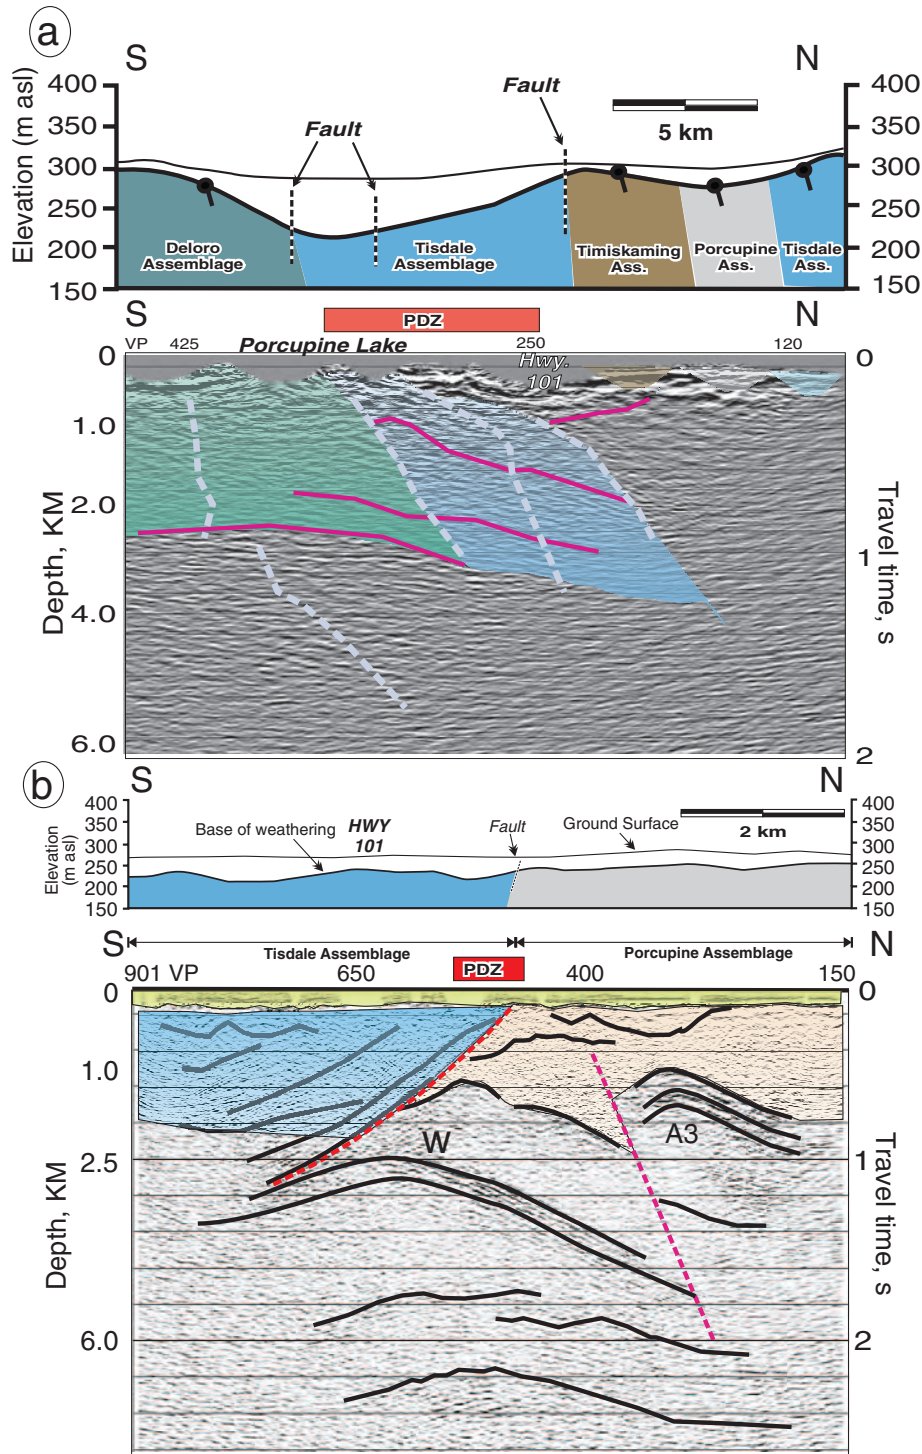 a
S
N
Elevation (m asl)
400
350
300
250
200
150
Fault
Fault
5 km
400
350
300
250
200
150
Deloro
Assemblage
Tisdale
Assemblage
Timiskaming
Ass.
Porcupine
Ass.
Tisdale
Ass.
S
PDZ
N
VP 425 Porcupine Lake 250 120
Hwy.
101
0
1.0
2.0
4.0
6.0
Depth, KM
0
1
2
Travel time, s
b
S
N
Elevation
(m asl)
400
350
300
250
200
150
Base of weathering
HWY
101
Fault
Ground Surface
2 km
400
350
300
250
200
150
S
N
Tisdale Assemblage
Porcupine Assemblage
901 VP 650 PDZ 400 150
0
1.0
2.5
6.0
Depth, KM
W
A3
0
1
2
Travel time, s